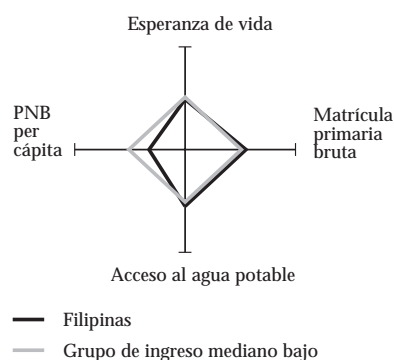 Esperanza de vida
PNB
per
cápita
Matrícula
primaria
bruta
Acceso al agua potable
Filipinas
Grupo de ingreso mediano bajo